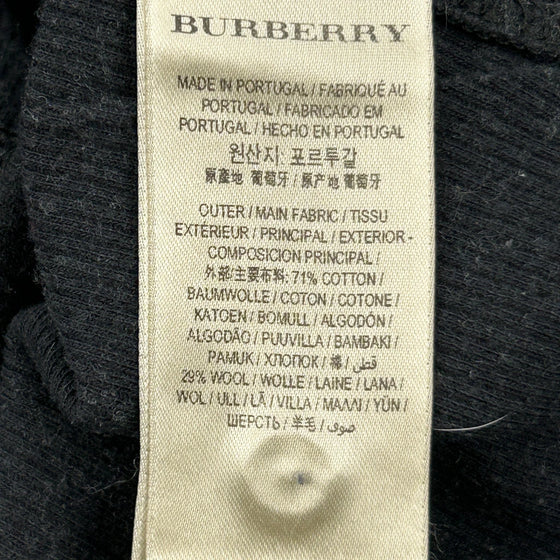 BURBERRY
MADE IN PORTUGAL / FABRIQUÉ AU
PORTUGAL / FABRICADO EM
PORTUGAL / HECHO EN PORTUGAL
원산지: 포르투갈
原產地 葡萄牙 / 原产地 葡萄牙
OUTER / MAIN FABRIC / TISSU
EXTÉRIEUR / PRINCIPAL / EXTERIOR -
COMPOSICIÓN PRINCIPAL /
外部/主要布料: 71% COTTON /
BAUMWOLLE / COTON / COTONE /
KATOEN / BOMULL / ALGODÓN /
ALGODÃO / PUUVILLA / BAMBAKI /
PAMUK / ХЛОПОК / 棉 / قطن /
29% WOOL / WOLLE / LAINE / LANA /
WOL / ULL / LÃ / VILLA / ΜΑΛΛΙ / YÜN /
ШЕРСТЬ / 羊毛 / صوف /